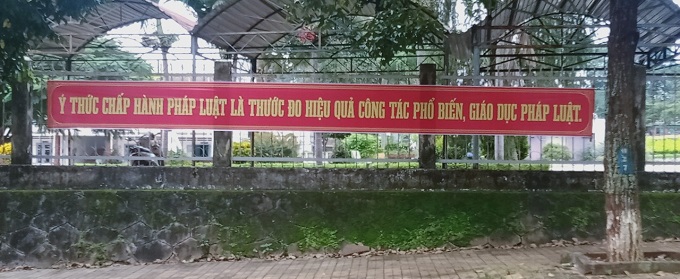 Ý THỨC CHẤP HÀNH PHÁP LUẬT LÀ THƯỚC ĐO HIỆU QUẢ CÔNG TÁC PHỔ BIẾN, GIÁO DỤC PHÁP LUẬT.